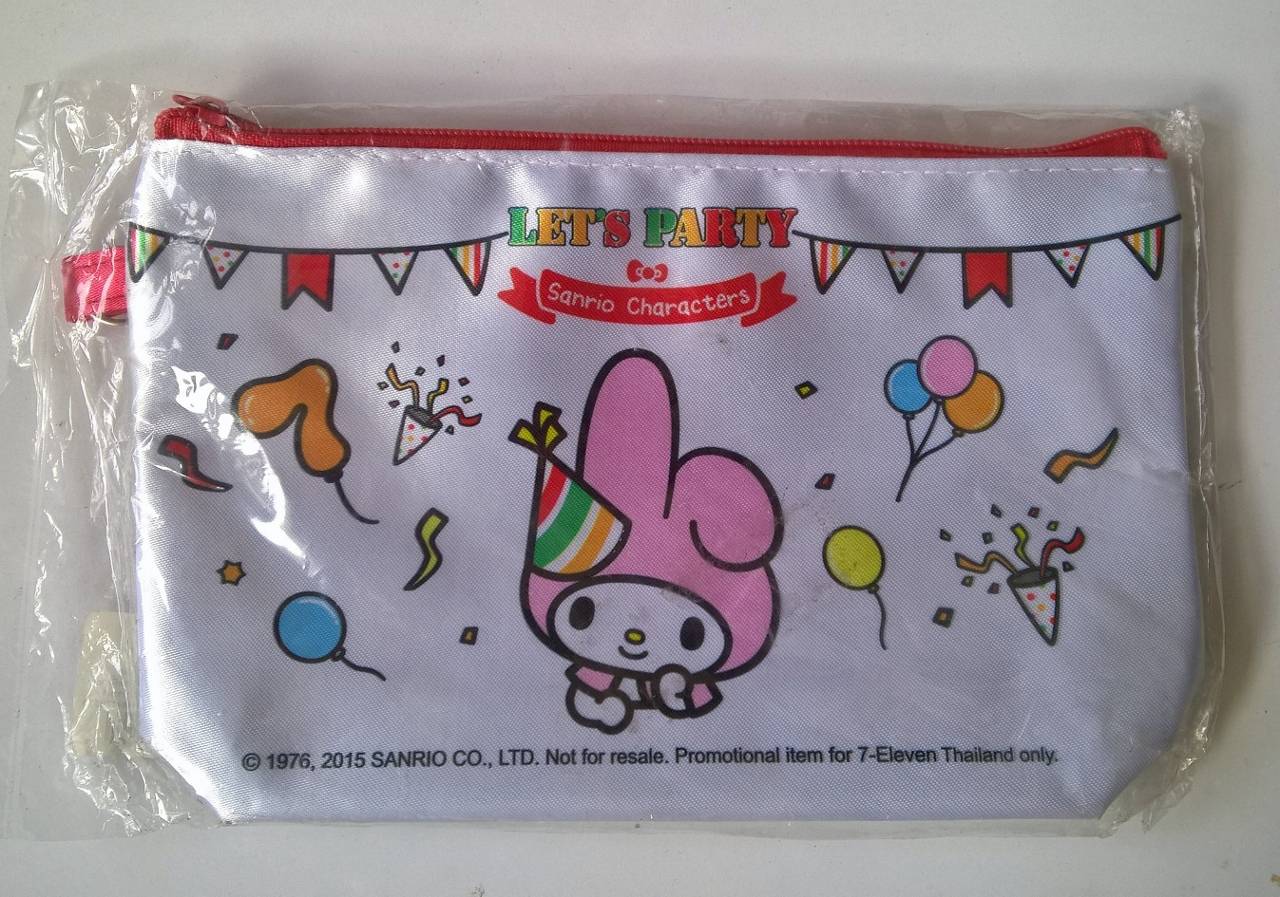 LET'S PARTY
Sanrio Characters
7
© 1976, 2015 SANRIO CO., LTD. Not for resale. Promotional item for 7-Eleven Thailand only.